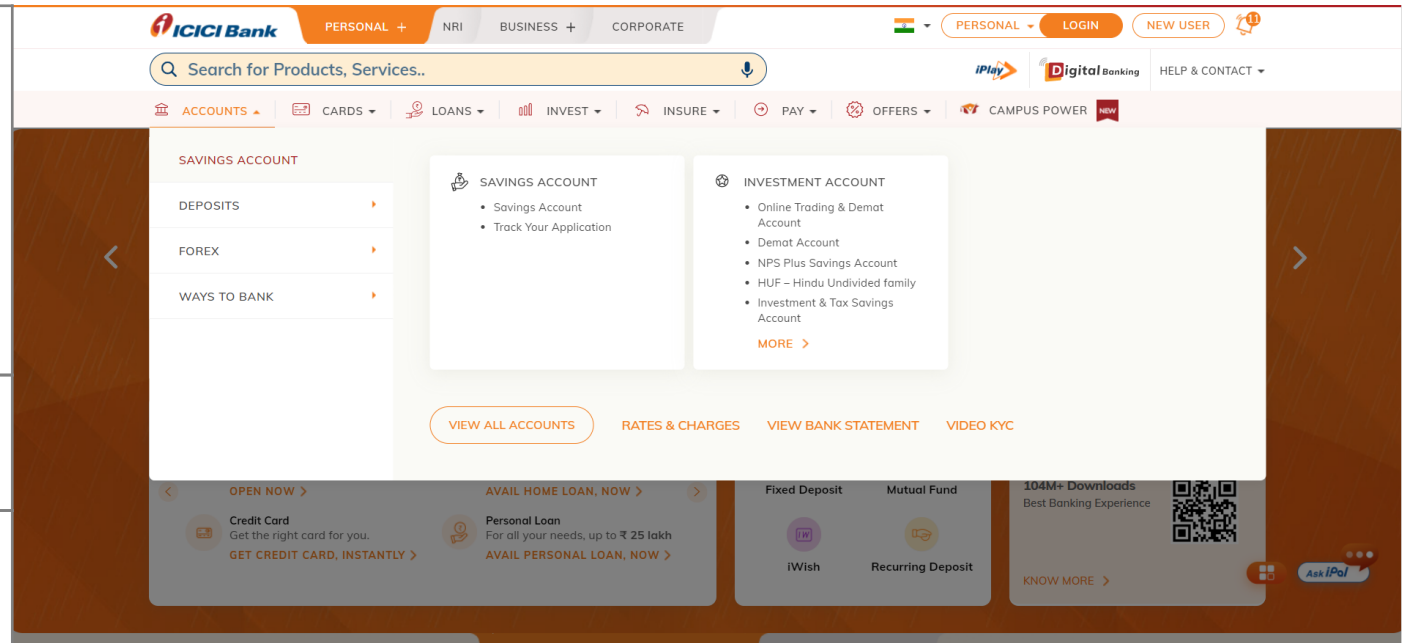 ICICI Bank
PERSONAL +
NRI
BUSINESS +
CORPORATE
PERSONAL
LOGIN
NEW USER
11
Search for Products, Services..
iPlay
Digital Banking
HELP & CONTACT
ACCOUNTS
CARDS
LOANS
INVEST
INSURE
PAY
OFFERS
CAMPUS POWER
NEW
SAVINGS ACCOUNT
DEPOSITS
FOREX
WAYS TO BANK
SAVINGS ACCOUNT
• Savings Account
• Track Your Application
INVESTMENT ACCOUNT
• Online Trading & Demat
Account
• Demat Account
• NPS Plus Savings Account
• HUF – Hindu Undivided family
• Investment & Tax Savings
Account
MORE >
VIEW ALL ACCOUNTS
RATES & CHARGES
VIEW BANK STATEMENT
VIDEO KYC
OPEN NOW >
AVAIL HOME LOAN, NOW >
Credit Card
Get the right card for you.
GET CREDIT CARD, INSTANTLY >
Personal Loan
For all your needs, up to ₹ 25 lakh
AVAIL PERSONAL LOAN, NOW >
Fixed Deposit
Mutual Fund
iW
iWish
Recurring Deposit
104M+ Downloads
Best Banking Experience
KNOW MORE >
Ask iPal